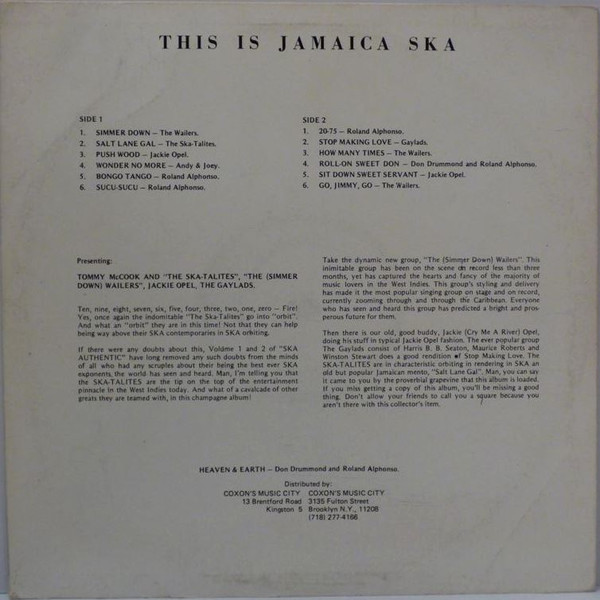 THIS IS JAMAICA SKA
SIDE 1
1. SIMMER DOWN – The Wailers.
2. SALT LANE GAL – The Ska-Talites.
3. PUSH WOOD – Jackie Opel.
4. WONDER NO MORE – Andy & Joey.
5. BONGO TANGO – Roland Alphonso.
6. SUCU-SUCU – Roland Alphonso.
SIDE 2
1. 20-75 – Roland Alphonso.
2. STOP MAKING LOVE – Gaylads.
3. HOW MANY TIMES – The Wailers.
4. ROLL-ON SWEET DON – Don Drummond and Roland Alphonso.
5. SIT DOWN SWEET SERVANT – Jackie Opel.
6. GO, JIMMY, GO – The Wailers.
Presenting:
TOMMY McCOOK AND "THE SKA-TALITES", "THE (SIMMER
DOWN) WAILERS", JACKIE OPEL, THE GAYLADS.
Ten, nine, eight, seven, six, five, four, three, two, one, zero – Fire!
Yes, once again the indomitable "The Ska-Talites" go into "orbit".
And what an "orbit" they are in this time! Not that they can help
being way above their SKA contemporaries in SKA orbiting.
If there were any doubts about this, Voldme 1 and 2 of "SKA
AUTHENTIC" have long removed any such doubts from the minds
of all who had any scruples about their being the best ever SKA
exponents, the world has seen and heard. Man, I'm telling you that
the SKA-TALITES are the tip on the top of the entertainment
pinnacle in the West Indies today. And what of a cavalcade of other
greats they are teamed with, in this champagne album!
Take the dynamic new group, "The (Simmer Down) Wailers". This
inimitable group has been on the scene on record less than three
months, yet has captured the hearts and fancy of the majority of
music lovers in the West Indies. This group's styling and delivery
has made it the most popular singing group on stage and on record,
currently zooming through and through the Caribbean. Everyone
who has seen and heard this group has predicted a bright and pros-
perous future for them.
Then there is our old, good buddy, Jackie (Cry Me A River) Opel,
doing his stuff in typical Jackie Opel fashion. The ever popular group
The Gaylads consist of Harris B. B. Seaton, Maurice Roberts and
Winston Stewart does a good rendition of Stop Making Love. The
SKA-TALITES are in characteristic orbiting in rendering in SKA an
old but popular Jamaican mento, "Salt Lane Gal". Man, you can say
it came to you by the proverbial grapevine that this album is loaded.
If you miss getting a copy of this album, you'll be missing a good
thing. Don't allow your friends to call you a square because you
aren't there with this collector's item.
HEAVEN & EARTH – Don Drummond and Roland Alphonso.
Distributed by:
COXON'S MUSIC CITY COXON'S MUSIC CITY
13 Brentford Road 3135 Fulton Street
Kingston 5 Brooklyn N.Y., 11208
(718) 277-4166